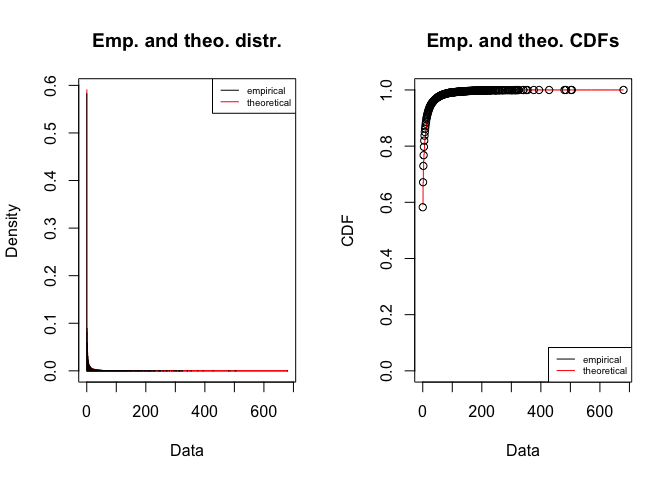 Emp. and theo. distr.
Density
0.0 0.1 0.2 0.3 0.4 0.5 0.6
empirical
theoretical
0 200 400 600
Data
Emp. and theo. CDFs
CDF
0.0 0.2 0.4 0.6 0.8 1.0
empirical
theoretical
0 200 400 600
Data